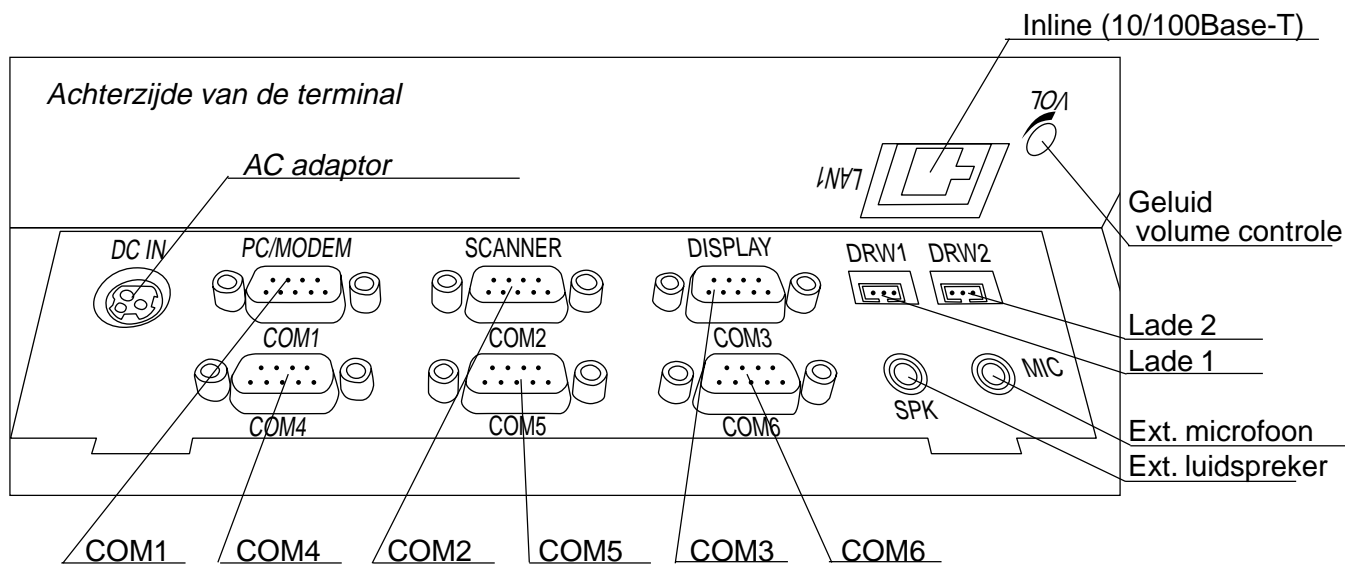 Inline (10/100Base-T)
Achterzijde van de terminal
VOL
AC adaptor
LAN1
Geluid
volume controle
DC IN
PC/MODEM
SCANNER
DISPLAY
DRW1
DRW2
COM1
COM2
COM3
Lade 2
Lade 1
MIC
SPK
COM4
COM5
COM6
Ext. microfoon
Ext. luidspreker
COM1
COM4
COM2
COM5
COM3
COM6